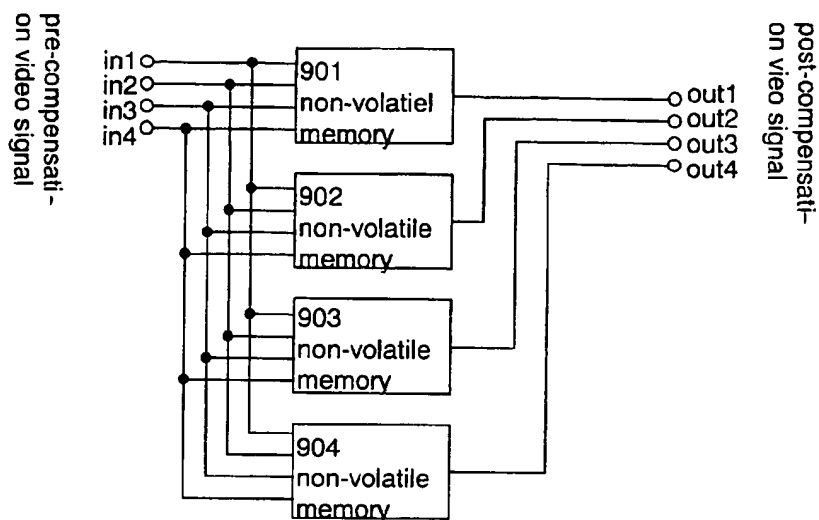 pre-compensati-
on video signal
in1
in2
in3
in4
901
non-volatiel
memory
902
non-volatile
memory
903
non-volatile
memory
904
non-volatile
memory
out1
out2
out3
out4
post-compensati-
on vieo signal